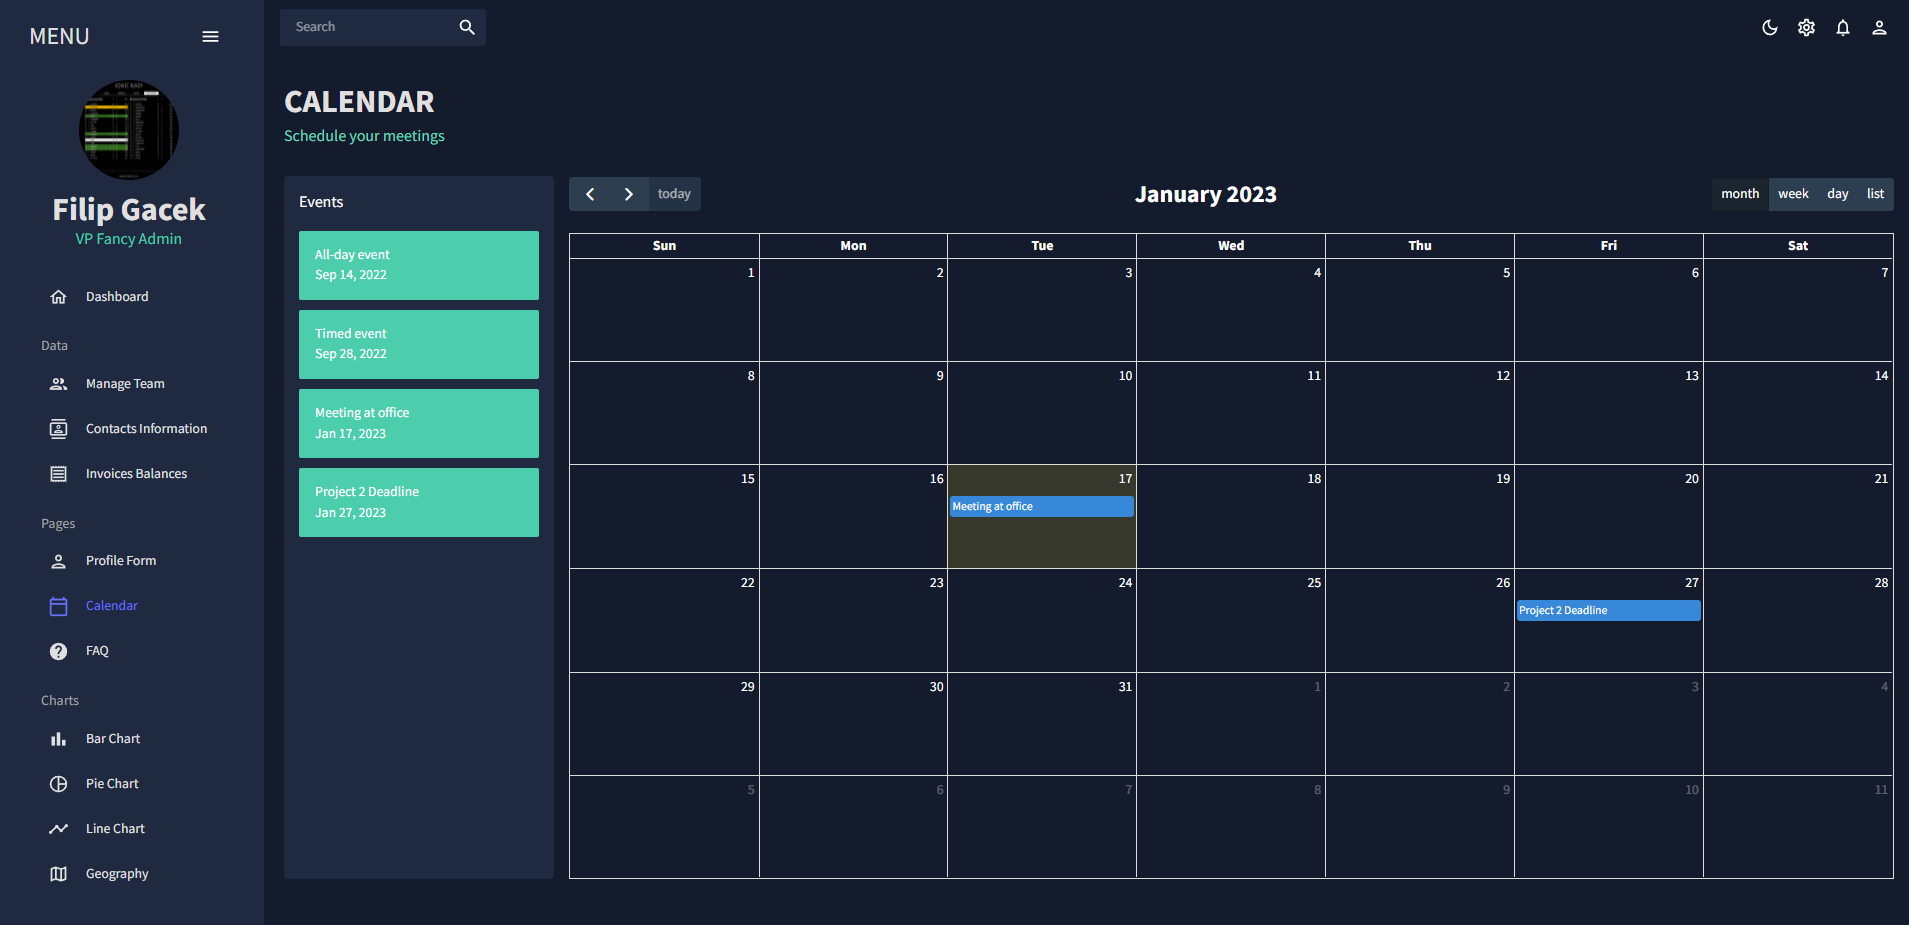 MENU
Filip Gacek
VP Fancy Admin
Dashboard
Data
Manage Team
Contacts Information
Invoices Balances
Pages
Profile Form
Calendar
FAQ
Charts
Bar Chart
Pie Chart
Line Chart
Geography
Search
CALENDAR
Schedule your meetings
Events
All-day event
Sep 14, 2022
Timed event
Sep 28, 2022
Meeting at office
Jan 17, 2023
Project 2 Deadline
Jan 27, 2023
today
January 2023
month week day list
Sun Mon Tue Wed Thu Fri Sat
1 2 3 4 5 6 7
8 9 10 11 12 13 14
15 16 17 18 19 20 21
Meeting at office
22 23 24 25 26 27 28
Project 2 Deadline
29 30 31 1 2 3 4
5 6 7 8 9 10 11